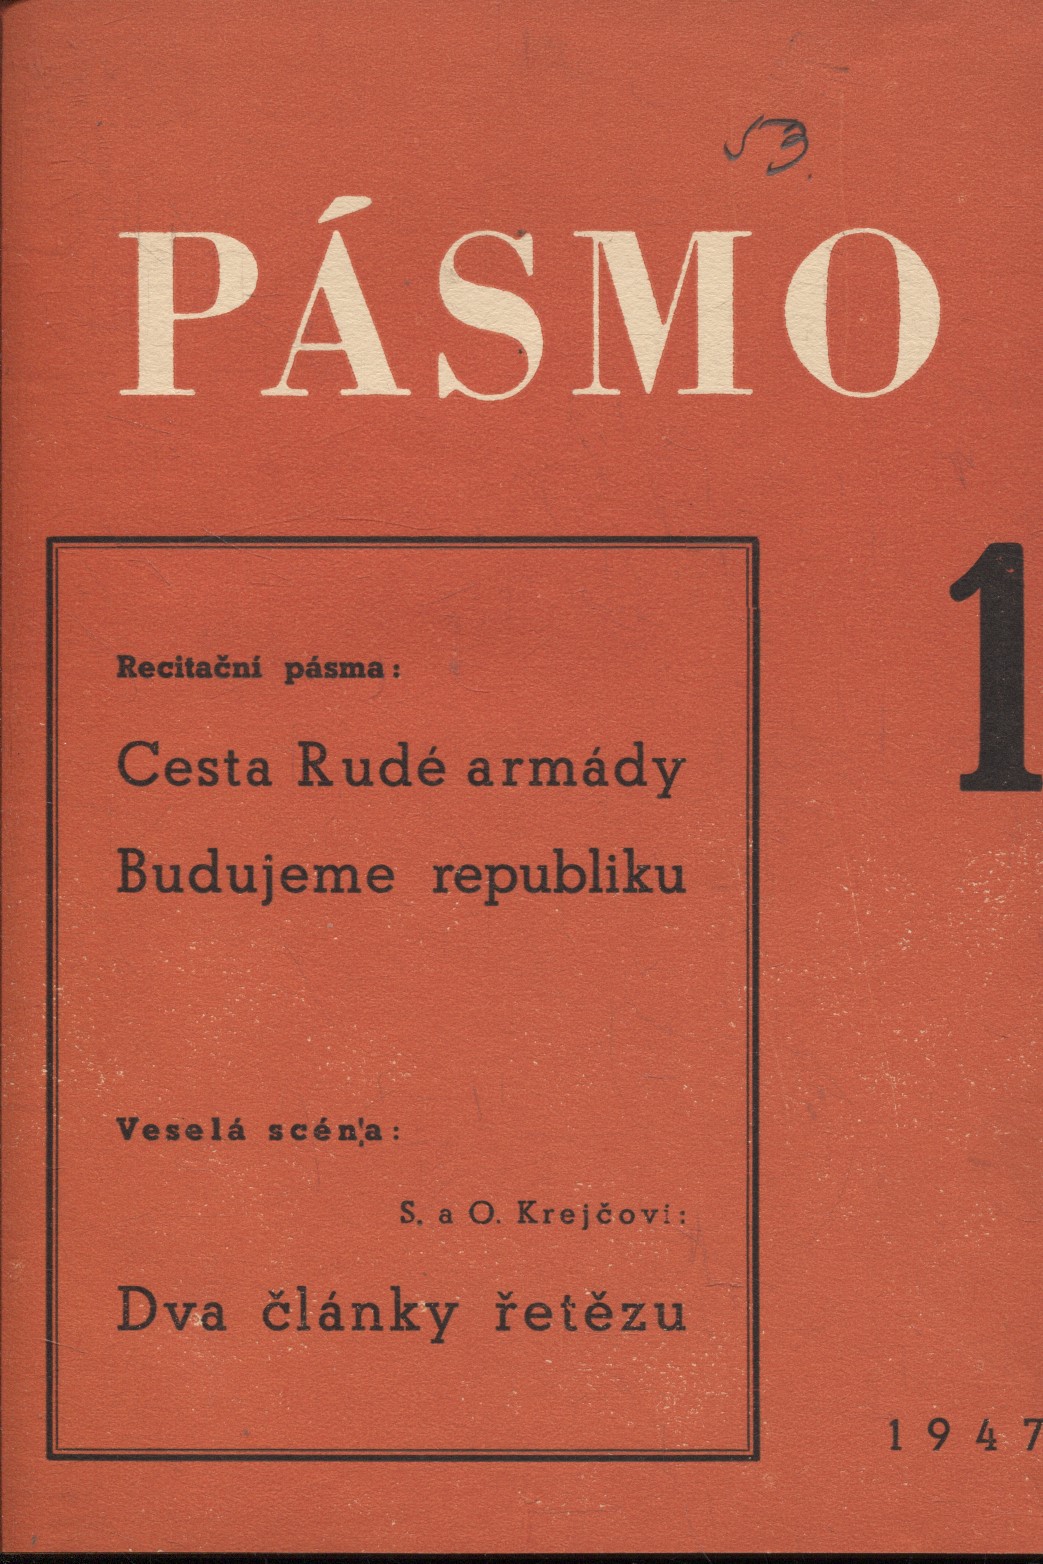 53.
PÁSMO
1
Recitační pásma:
Cesta Rudé armády
Budujeme republiku
Veselá scéna:
S. a O. Krejčovi:
Dva články řetězu
1947